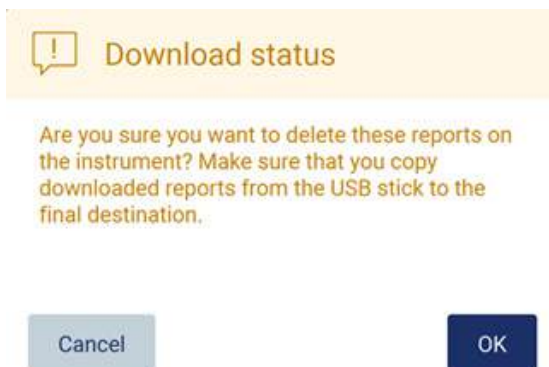 Download status
Are you sure you want to delete these reports on
the instrument? Make sure that you copy
downloaded reports from the USB stick to the
final destination.
Cancel
OK